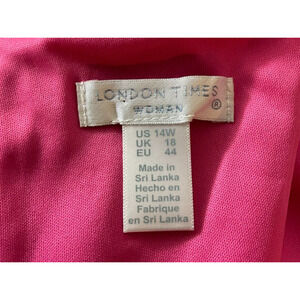 LONDON TIMES
WOMAN ®
US 14W
UK 18
EU 44
Made in
Sri Lanka
Hecho en
Sri Lanka
Fabrique
en Sri Lanka